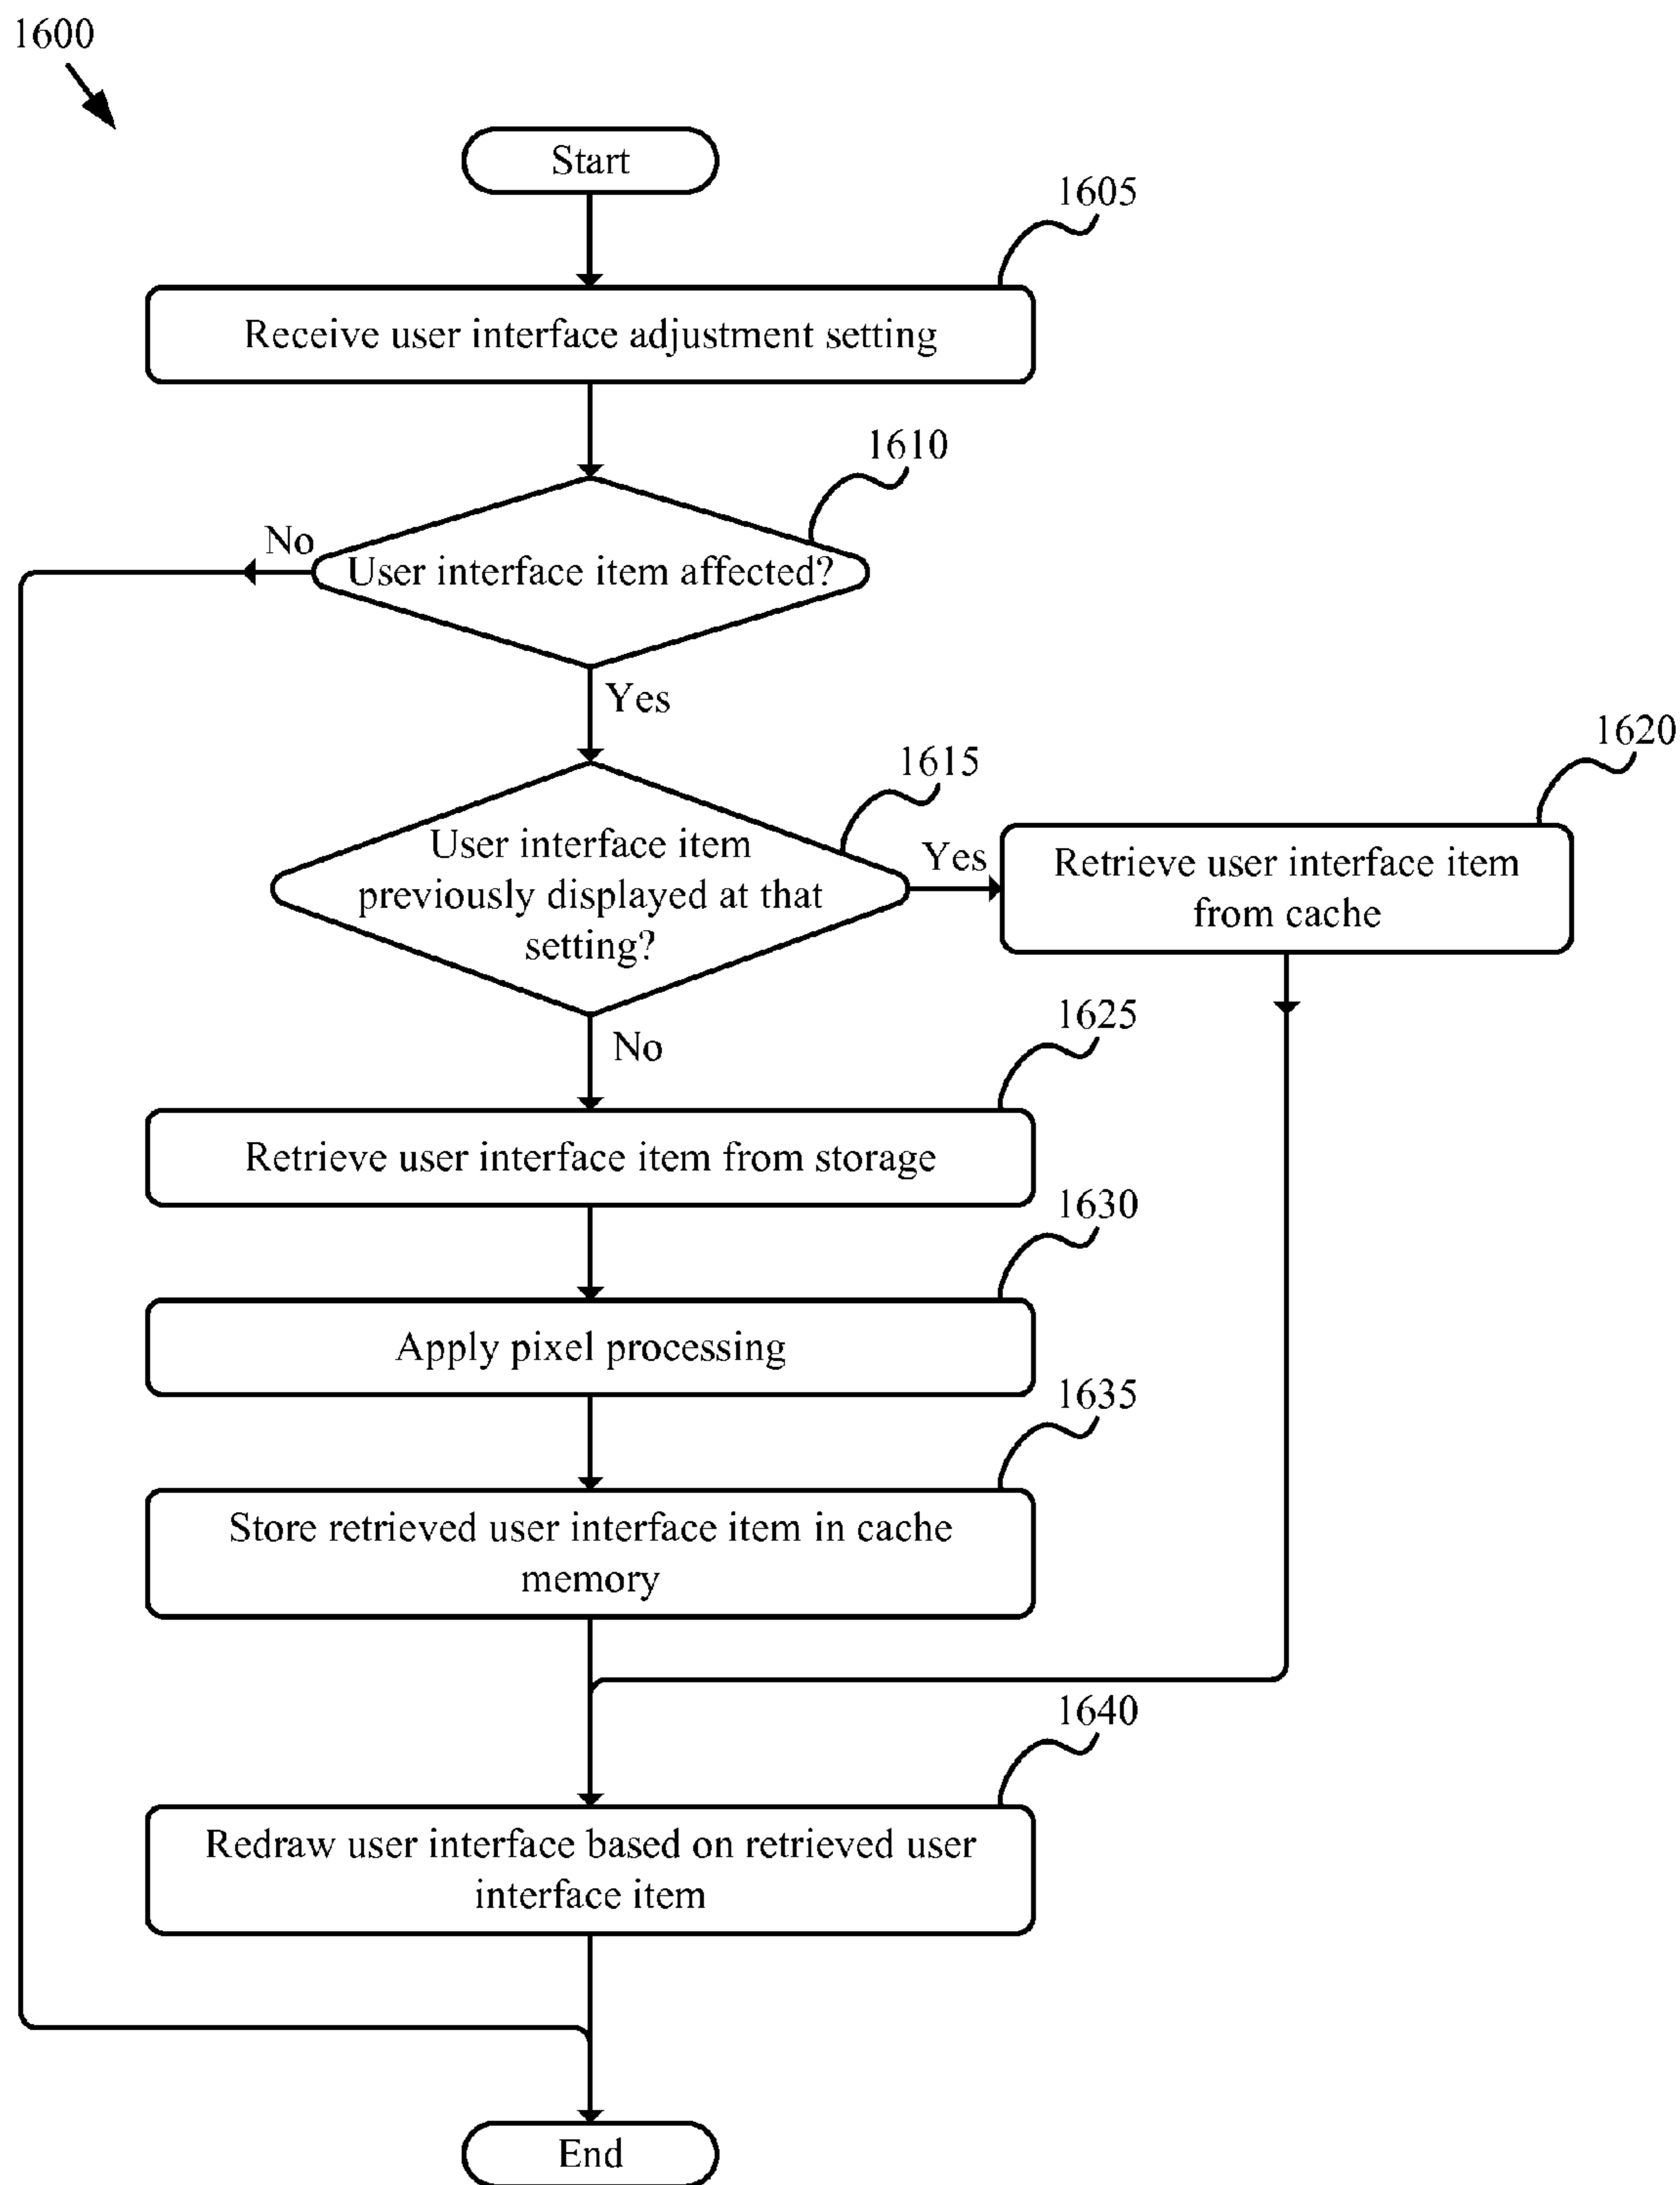 1600
Start
1605
Receive user interface adjustment setting
1610
No
User interface item affected?
Yes
1615
1620
User interface item
previously displayed at that
setting?
Yes
Retrieve user interface item
from cache
No
1625
Retrieve user interface item from storage
1630
Apply pixel processing
1635
Store retrieved user interface item in cache
memory
1640
Redraw user interface based on retrieved user
interface item
End